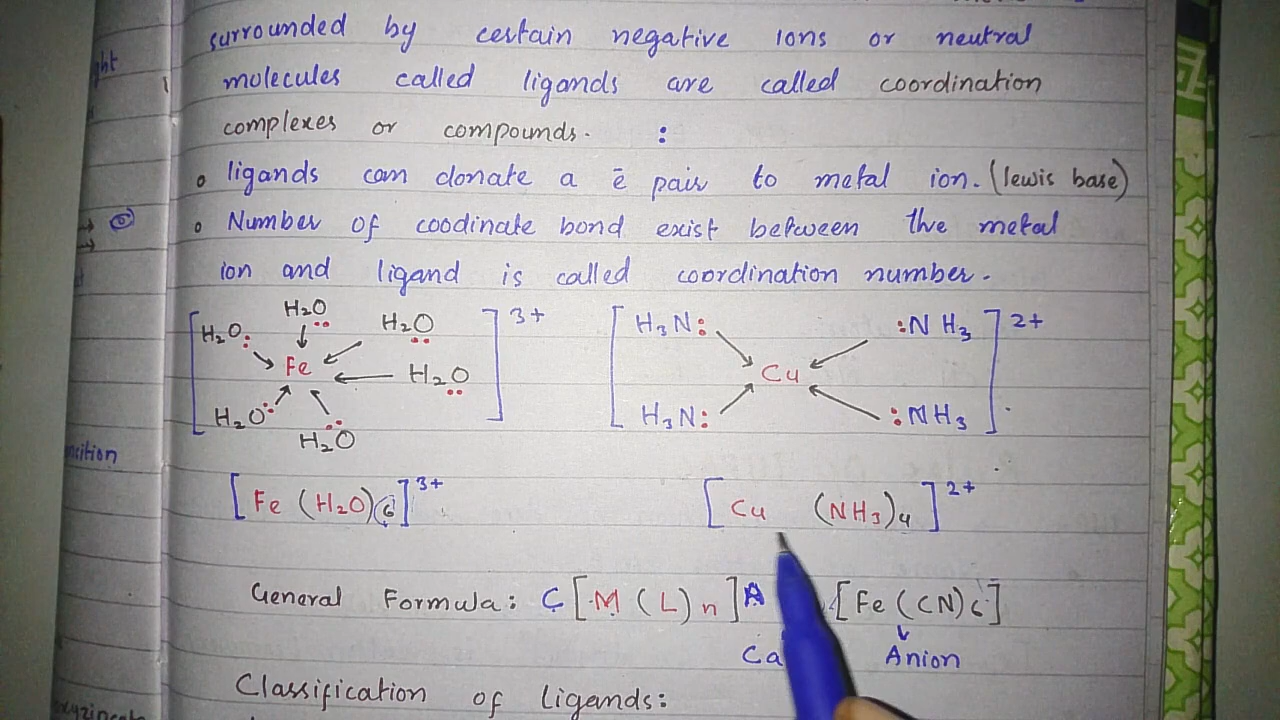 surrounded by certain negative ions or neutral
molecules called ligands are called coordination
complexes or compounds. :
ligands can donate a ē pair to metal ion. (lewis base)
Number of coodinate bond exist between the metal
ion and ligand is called coordination number.
[H2O: H2O H2O Fe H2O H2O H2O]3+
[H3N: :NH3 Cu H3N: :NH3]2+
[Fe (H2O)6]3+ [Cu (NH3)4]2+
General Formula: C[M(L)n]A [Fe(CN)6]
Anion
Classification of ligands: